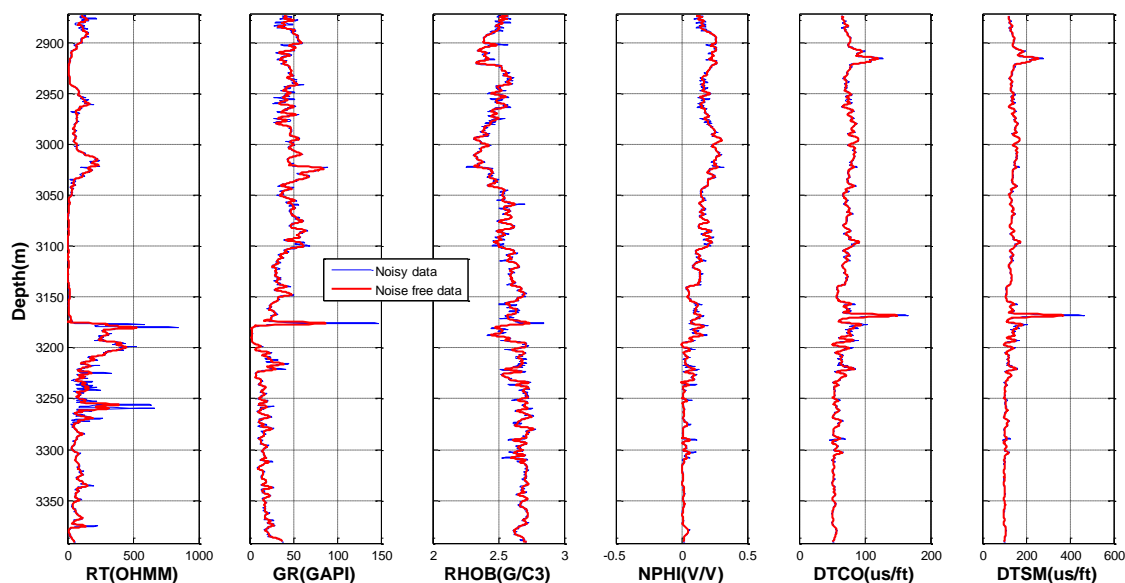 2900
2950
3000
3050
3100
3150
3200
3250
3300
3350
Depth(m)
Noisy data
Noise free data
0 500 1000
0 50 100 150
2 2.5 3
-0.5 0 0.5
0 100 200
0 200 400 600
RT(OHMM) GR(GAPI) RHOB(G/C3) NPHI(V/V) DTCO(us/ft) DTSM(us/ft)